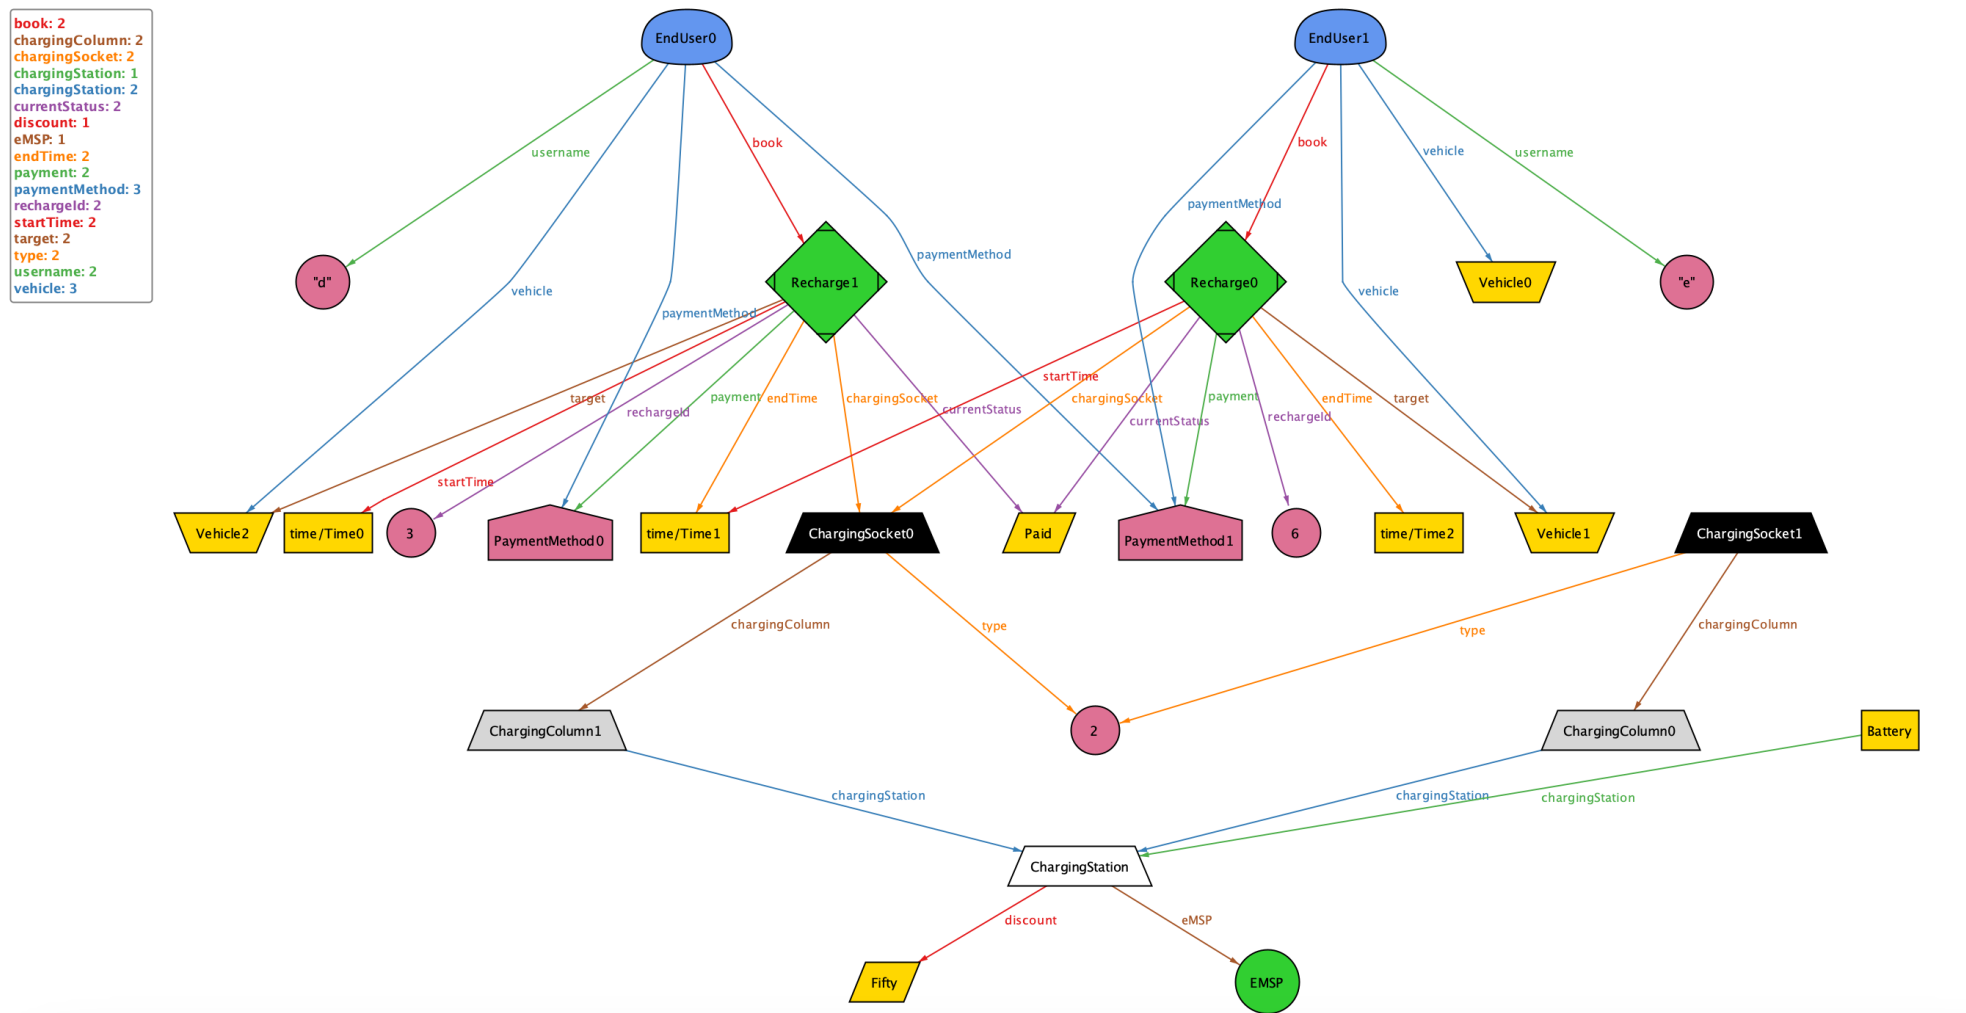 book: 2
chargingColumn: 2
chargingSocket: 2
chargingStation: 1
chargingStation: 2
currentStatus: 2
discount: 1
eMSP: 1
endTime: 2
payment: 2
paymentMethod: 3
rechargeId: 2
startTime: 2
target: 2
type: 2
username: 2
vehicle: 3
EndUser0
EndUser1
username
book
book
vehicle
username
paymentMethod
paymentMethod
"d"
Recharge1
Recharge0
Vehicle0
"e"
vehicle
vehicle
paymentMethod
startTime
target
payment
endTime
chargingSocket
chargingSocket
payment
endTime
target
rechargeId
currentStatus
currentStatus
rechargeId
startTime
Vehicle2
time/Time0
3
PaymentMethod0
time/Time1
ChargingSocket0
Paid
PaymentMethod1
6
time/Time2
Vehicle1
ChargingSocket1
chargingColumn
type
type
chargingColumn
ChargingColumn1
2
ChargingColumn0
Battery
chargingStation
chargingStation
chargingStation
ChargingStation
discount
eMSP
Fifty
EMSP